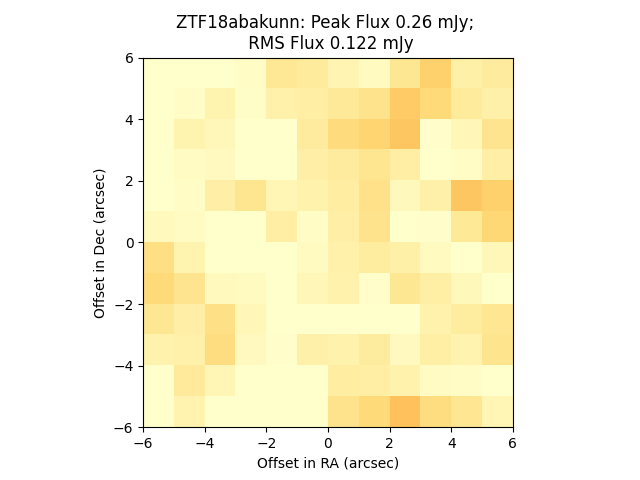 ZTF18abakunn: Peak Flux 0.26 mJy;
RMS Flux 0.122 mJy
6
4
2
0
−2
−4
−6
Offset in Dec (arcsec)
−6 −4 −2 0 2 4 6
Offset in RA (arcsec)